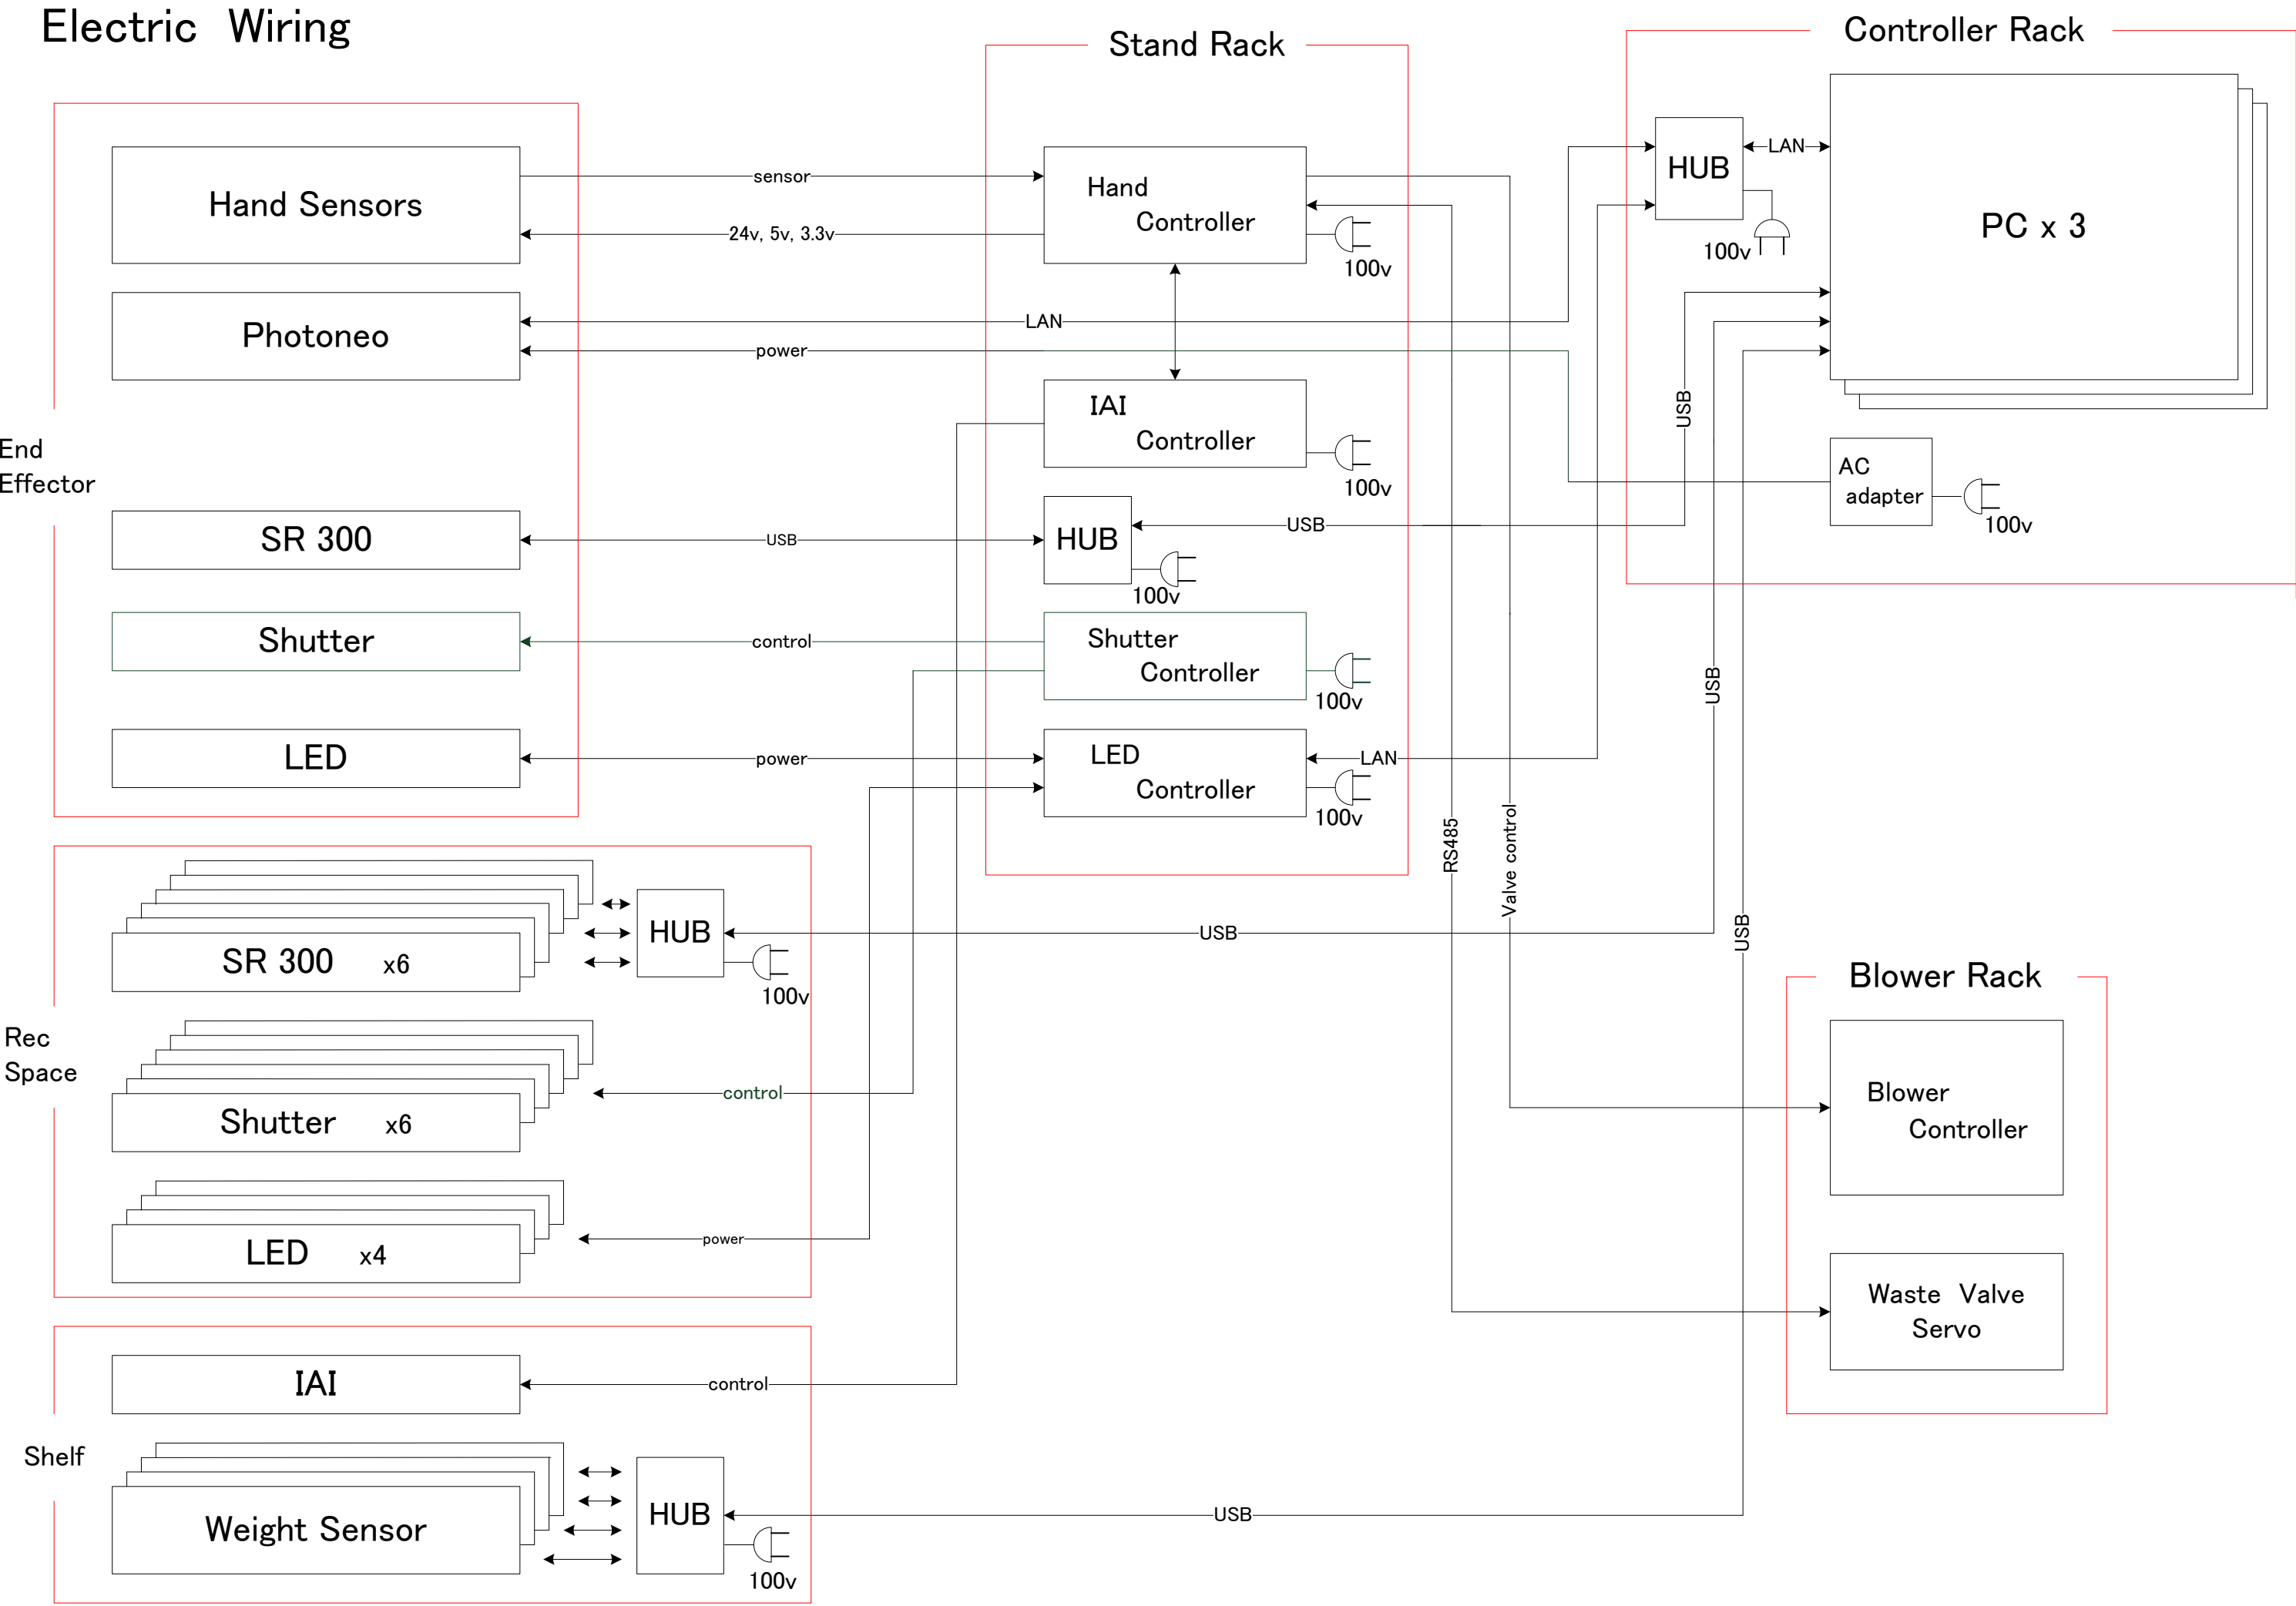 Electric Wiring
Stand Rack
Controller Rack
End
Effector
Hand Sensors
Photoneo
SR 300
Shutter
LED
sensor
24v, 5v, 3.3v
LAN
power
USB
control
power
Hand
Controller
100v
IAI
Controller
100v
HUB
100v
Shutter
Controller
100v
LED
Controller
100v
USB
LAN
RS485
Valve control
HUB
LAN
100v
PC x 3
USB
USB
USB
AC
adapter
100v
Rec
Space
SR 300 x6
HUB
100v
USB
Shutter x6
control
LED x4
power
Blower Rack
Blower
Controller
Waste Valve
Servo
Shelf
IAI
control
Weight Sensor
HUB
100v
USB